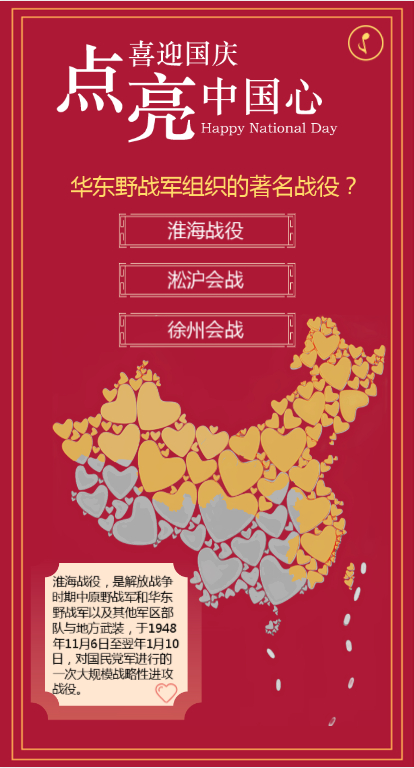 喜迎国庆
点亮中国心
Happy National Day
华东野战军组织的著名战役？
淮海战役
淞沪会战
徐州会战
淮海战役，是解放战争
时期中原野战军和华东
野战军以及其他军区部
队与地方武装，于1948
年11月6日至翌年1月10
日，对国民党军进行的
一次大规模战略性进攻
战役。